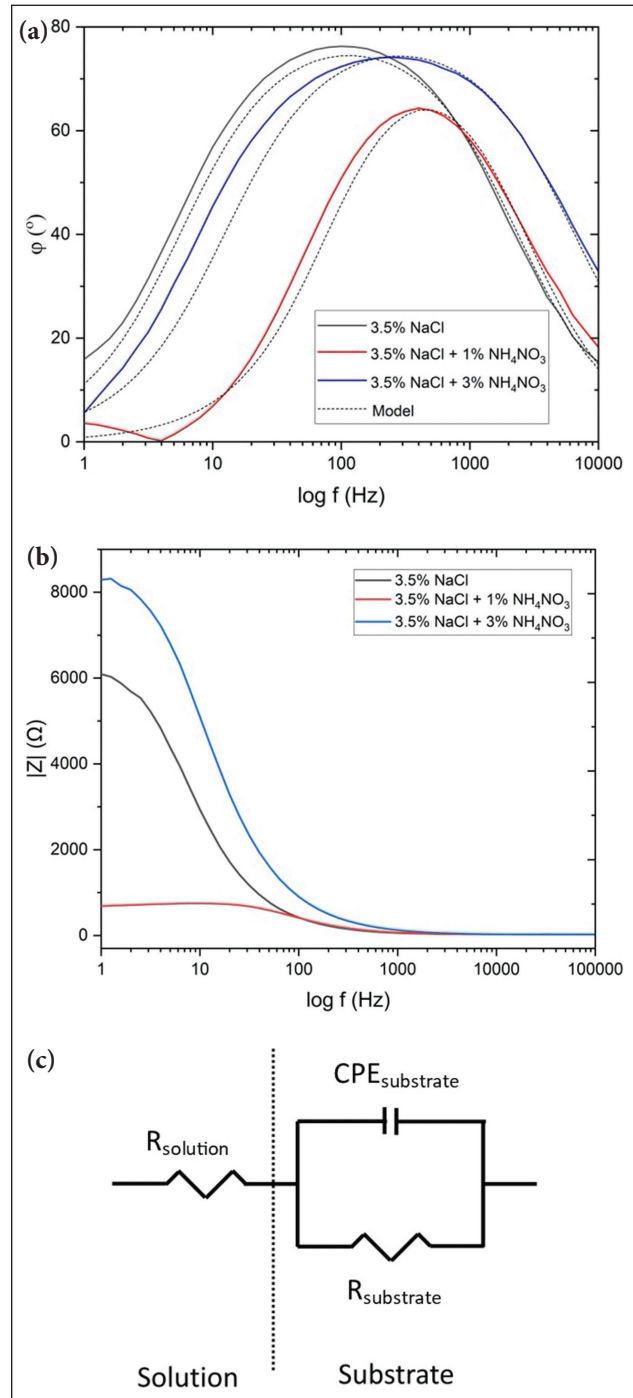 (a)
80
60
40
20
0
φ (°)
3.5% NaCl
3.5% NaCl + 1% NH₄NO₃
3.5% NaCl + 3% NH₄NO₃
Model
1 10 100 1000 10000
log f (Hz)
(b)
8000
6000
4000
2000
0
|Z| (Ω)
3.5% NaCl
3.5% NaCl + 1% NH₄NO₃
3.5% NaCl + 3% NH₄NO₃
1 10 100 1000 10000 100000
log f (Hz)
(c)
CPEsubstrate
Rsolution
Rsubstrate
Solution Substrate